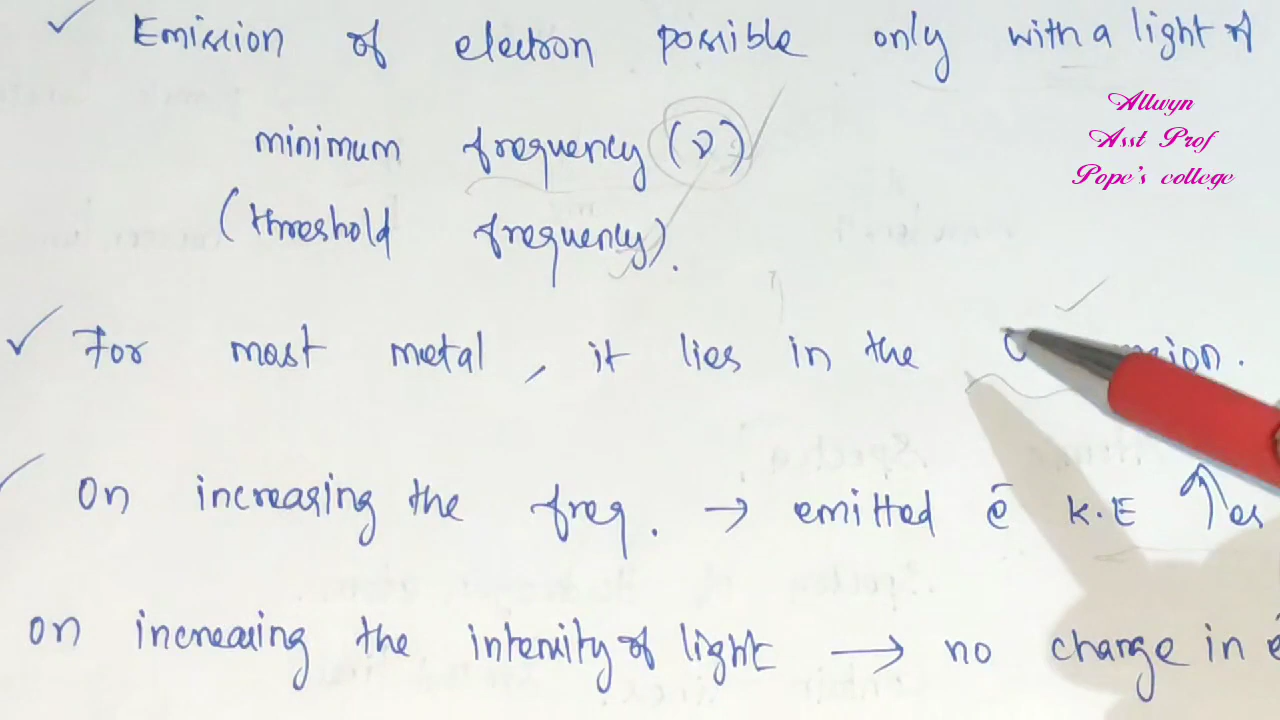 ✓ Emission of electron possible only with a light of
Allwyn
Asst Prof
Pope's college
minimum frequency (ν)
(threshold frequency).
✓ For most metal, it lies in the
✓ On increasing the freq. → emitted ē K.E ↑es
on increasing the intensity of light → no change in